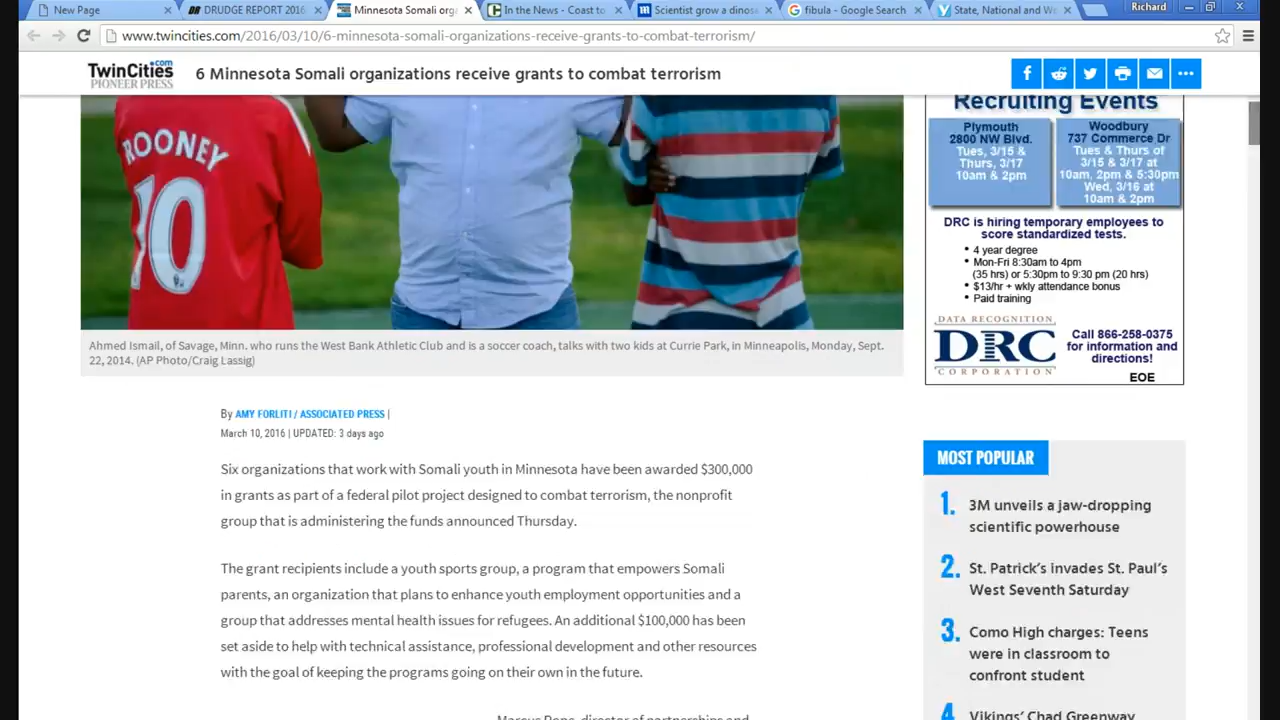 New Page
DRUDGE REPORT 2016
Minnesota Somali org
In the News - Coast to
Scientist grow a dinos
fibula - Google Search
State, National and W
Richard
www.twincities.com/2016/03/10/6-minnesota-somali-organizations-receive-grants-to-combat-terrorism/
TwinCities.com
PIONEER PRESS
6 Minnesota Somali organizations receive grants to combat terrorism
ROONEY
10
Ahmed Ismail, of Savage, Minn. who runs the West Bank Athletic Club and is a soccer coach, talks with two kids at Currie Park, in Minneapolis, Monday, Sept.
22, 2014. (AP Photo/Craig Lassig)
By AMY FORLITI / ASSOCIATED PRESS |
March 10, 2016 | UPDATED: 3 days ago
Six organizations that work with Somali youth in Minnesota have been awarded $300,000
in grants as part of a federal pilot project designed to combat terrorism, the nonprofit
group that is administering the funds announced Thursday.
The grant recipients include a youth sports group, a program that empowers Somali
parents, an organization that plans to enhance youth employment opportunities and a
group that addresses mental health issues for refugees. An additional $100,000 has been
set aside to help with technical assistance, professional development and other resources
with the goal of keeping the programs going on their own in the future.
Marcus Pope, director of partnerships and
Recruiting Events
Plymouth
2800 NW Blvd.
Tues, 3/15 &
Thurs, 3/17
10am & 2pm
Woodbury
737 Commerce Dr
Tues & Thurs of
3/15 & 3/17 at
10am, 2pm & 5:30pm
Wed, 3/16 at
10am & 2pm
DRC is hiring temporary employees to
score standardized tests.
• 4 year degree
• Mon-Fri 8:30am to 4pm
(35 hrs) or 5:30pm to 9:30 pm (20 hrs)
• $13/hr + wkly attendance bonus
• Paid training
DATA RECOGNITION
DRC
CORPORATION
Call 866-258-0375
for information and
directions!
EOE
MOST POPULAR
1. 3M unveils a jaw-dropping
scientific powerhouse
2. St. Patrick's invades St. Paul's
West Seventh Saturday
3. Como High charges: Teens
were in classroom to
confront student
4. Vikings' Chad Greenway